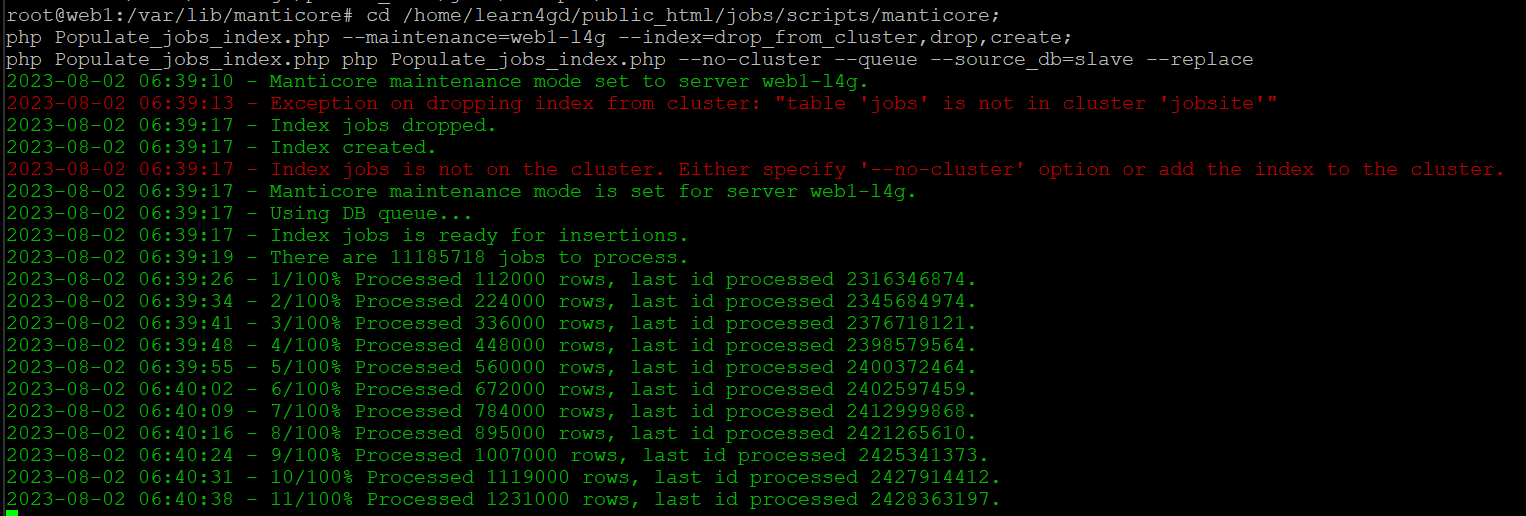 root@web1:/var/lib/manticore# cd /home/learn4gd/public_html/jobs/scripts/manticore;
php Populate_jobs_index.php --maintenance=web1-l4g --index=drop_from_cluster,drop,create;
php Populate_jobs_index.php php Populate_jobs_index.php --no-cluster --queue --source_db=slave --replace
2023-08-02 06:39:10 - Manticore maintenance mode set to server web1-l4g.
2023-08-02 06:39:13 - Exception on dropping index from cluster: "table 'jobs' is not in cluster 'jobsite'"
2023-08-02 06:39:17 - Index jobs dropped.
2023-08-02 06:39:17 - Index created.
2023-08-02 06:39:17 - Index jobs is not on the cluster. Either specify '--no-cluster' option or add the index to the cluster.
2023-08-02 06:39:17 - Manticore maintenance mode is set for server web1-l4g.
2023-08-02 06:39:17 - Using DB queue...
2023-08-02 06:39:17 - Index jobs is ready for insertions.
2023-08-02 06:39:19 - There are 11185718 jobs to process.
2023-08-02 06:39:26 - 1/100% Processed 112000 rows, last id processed 2316346874.
2023-08-02 06:39:34 - 2/100% Processed 224000 rows, last id processed 2345684974.
2023-08-02 06:39:41 - 3/100% Processed 336000 rows, last id processed 2376718121.
2023-08-02 06:39:48 - 4/100% Processed 448000 rows, last id processed 2398579564.
2023-08-02 06:39:55 - 5/100% Processed 560000 rows, last id processed 2400372464.
2023-08-02 06:40:02 - 6/100% Processed 672000 rows, last id processed 2402597459.
2023-08-02 06:40:09 - 7/100% Processed 784000 rows, last id processed 2412999868.
2023-08-02 06:40:16 - 8/100% Processed 895000 rows, last id processed 2421265610.
2023-08-02 06:40:24 - 9/100% Processed 1007000 rows, last id processed 2425341373.
2023-08-02 06:40:31 - 10/100% Processed 1119000 rows, last id processed 2427914412.
2023-08-02 06:40:38 - 11/100% Processed 1231000 rows, last id processed 2428363197.